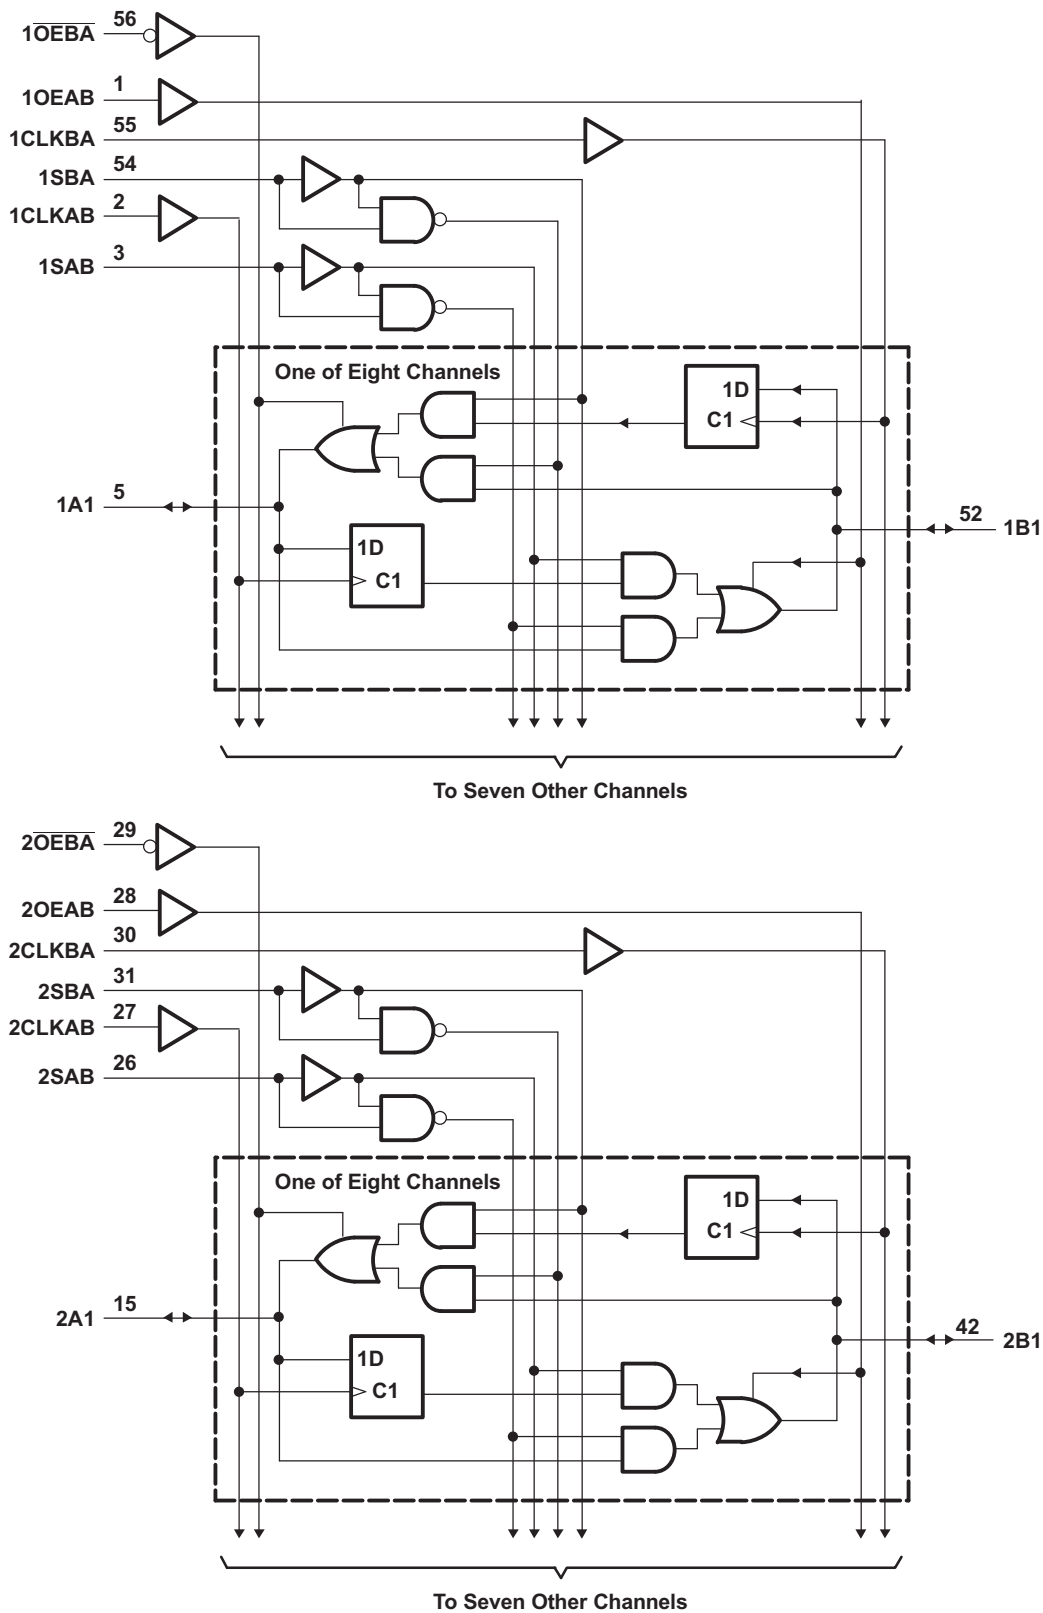 1O̅E̅B̅A̅ 56
1OEAB 1
1CLKBA 55
1SBA 54
1CLKAB 2
1SAB 3
One of Eight Channels
1D
C1
1A1 5
52 1B1
1D
C1
To Seven Other Channels
2O̅E̅B̅A̅ 29
2OEAB 28
2CLKBA 30
2SBA 31
2CLKAB 27
2SAB 26
One of Eight Channels
1D
C1
2A1 15
42 2B1
1D
C1
To Seven Other Channels